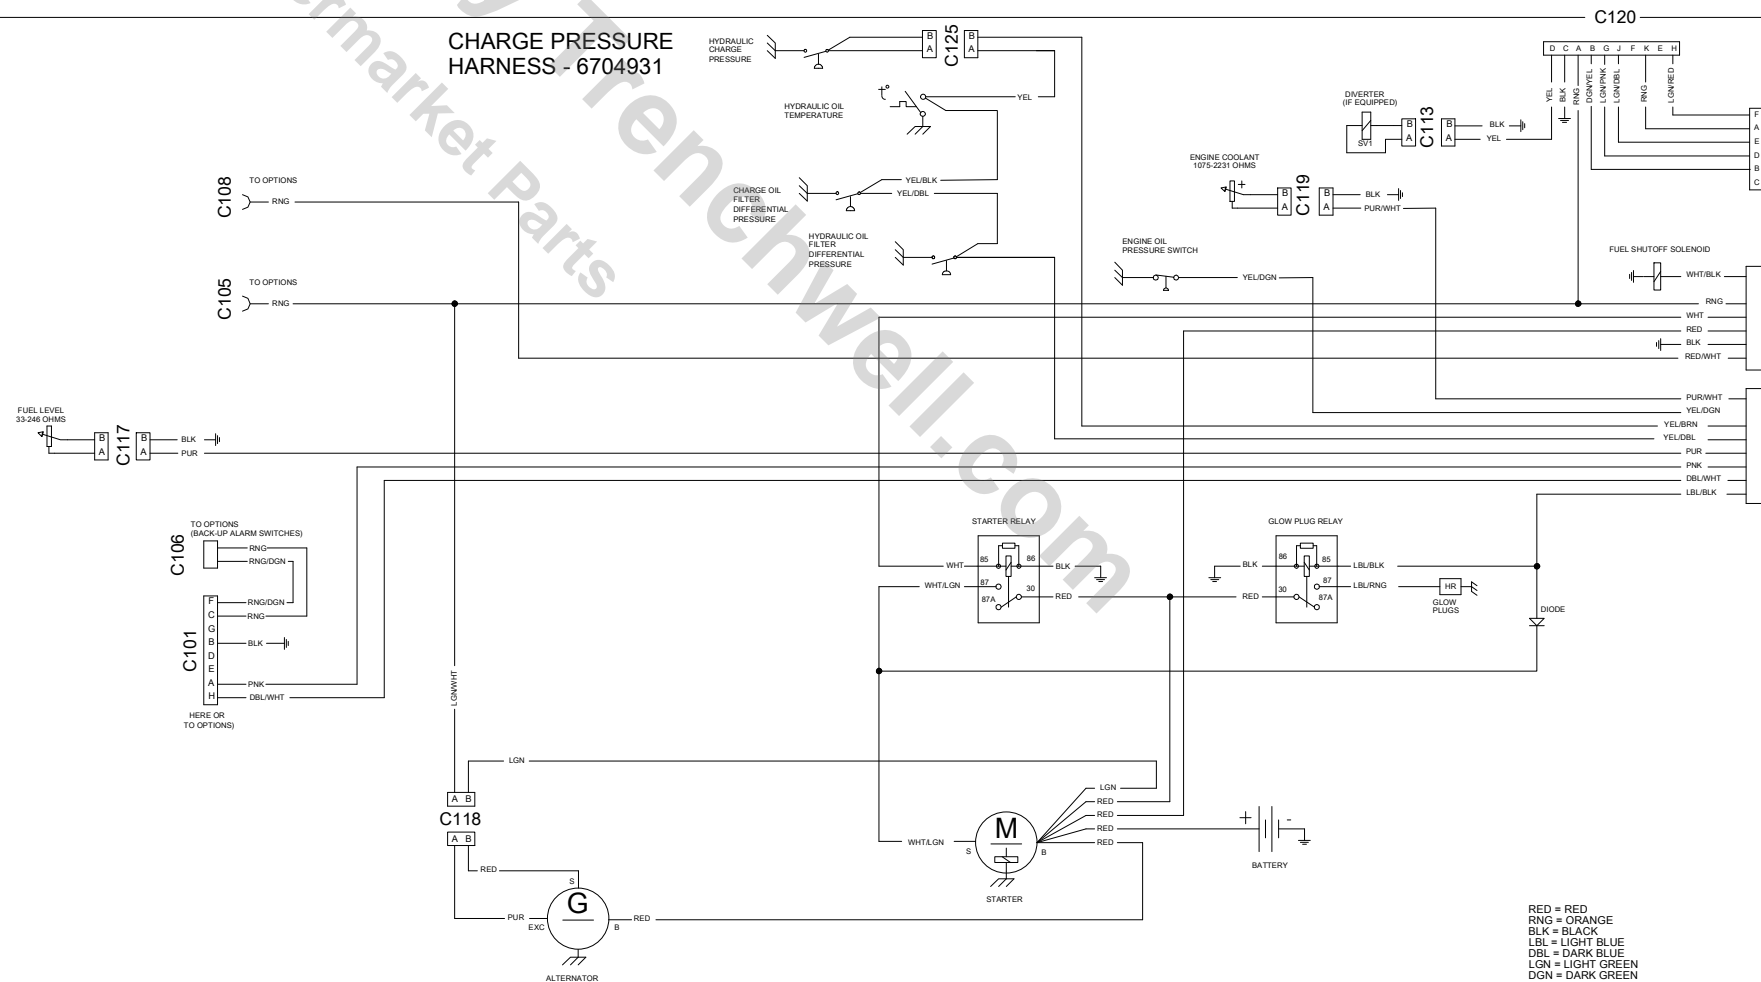 C120
CHARGE PRESSURE
HARNESS - 6704931
HYDRAULIC
CHARGE
PRESSURE
B
A
C125
B
A
HYDRAULIC OIL
TEMPERATURE
t°
YEL
CHARGE OIL
FILTER
DIFFERENTIAL
PRESSURE
YEL/BLK
YEL/DBL
HYDRAULIC OIL
FILTER
DIFFERENTIAL
PRESSURE
D C A B G J F K E H
YEL
BLK
RNG
DGN/YEL
LGN/PNK
LGN/DBL
RNG
LGN/RED
F
A
E
D
B
C
DIVERTER
(IF EQUIPPED)
SV1
B
A
C113
B
A
BLK
YEL
ENGINE COOLANT
1075-2231 OHMS
+
B
A
C119
B
A
BLK
PUR/WHT
ENGINE OIL
PRESSURE SWITCH
YEL/DGN
FUEL SHUTOFF SOLENOID
WHT/BLK
RNG
WHT
RED
BLK
RED/WHT
PUR/WHT
YEL/DGN
YEL/BRN
YEL/DBL
PUR
PNK
DBL/WHT
LBL/BLK
C108
TO OPTIONS
RNG
C105
TO OPTIONS
RNG
FUEL LEVEL
33-246 OHMS
B
A
C117
B
A
BLK
PUR
C106
TO OPTIONS
(BACK-UP ALARM SWITCHES)
RNG
RNG/DGN
C101
F
C
G
B
D
E
A
H
RNG/DGN
RNG
BLK
PNK
DBL/WHT
HERE OR
TO OPTIONS)
LGN/WHT
STARTER RELAY
85
86
87
30
87A
WHT
WHT/LGN
BLK
RED
GLOW PLUG RELAY
86
85
87
30
87A
BLK
RED
LBL/BLK
LBL/RNG
HR
GLOW
PLUGS
DIODE
LGN
A B
C118
A B
RED
S
G
PUR
EXC
B
RED
ALTERNATOR
WHT/LGN
S
M
B
STARTER
LGN
RED
RED
RED
RED
+
-
BATTERY
RED = RED
RNG = ORANGE
BLK = BLACK
LBL = LIGHT BLUE
DBL = DARK BLUE
LGN = LIGHT GREEN
DGN = DARK GREEN
y Trenchwell.com
ermarket Parts